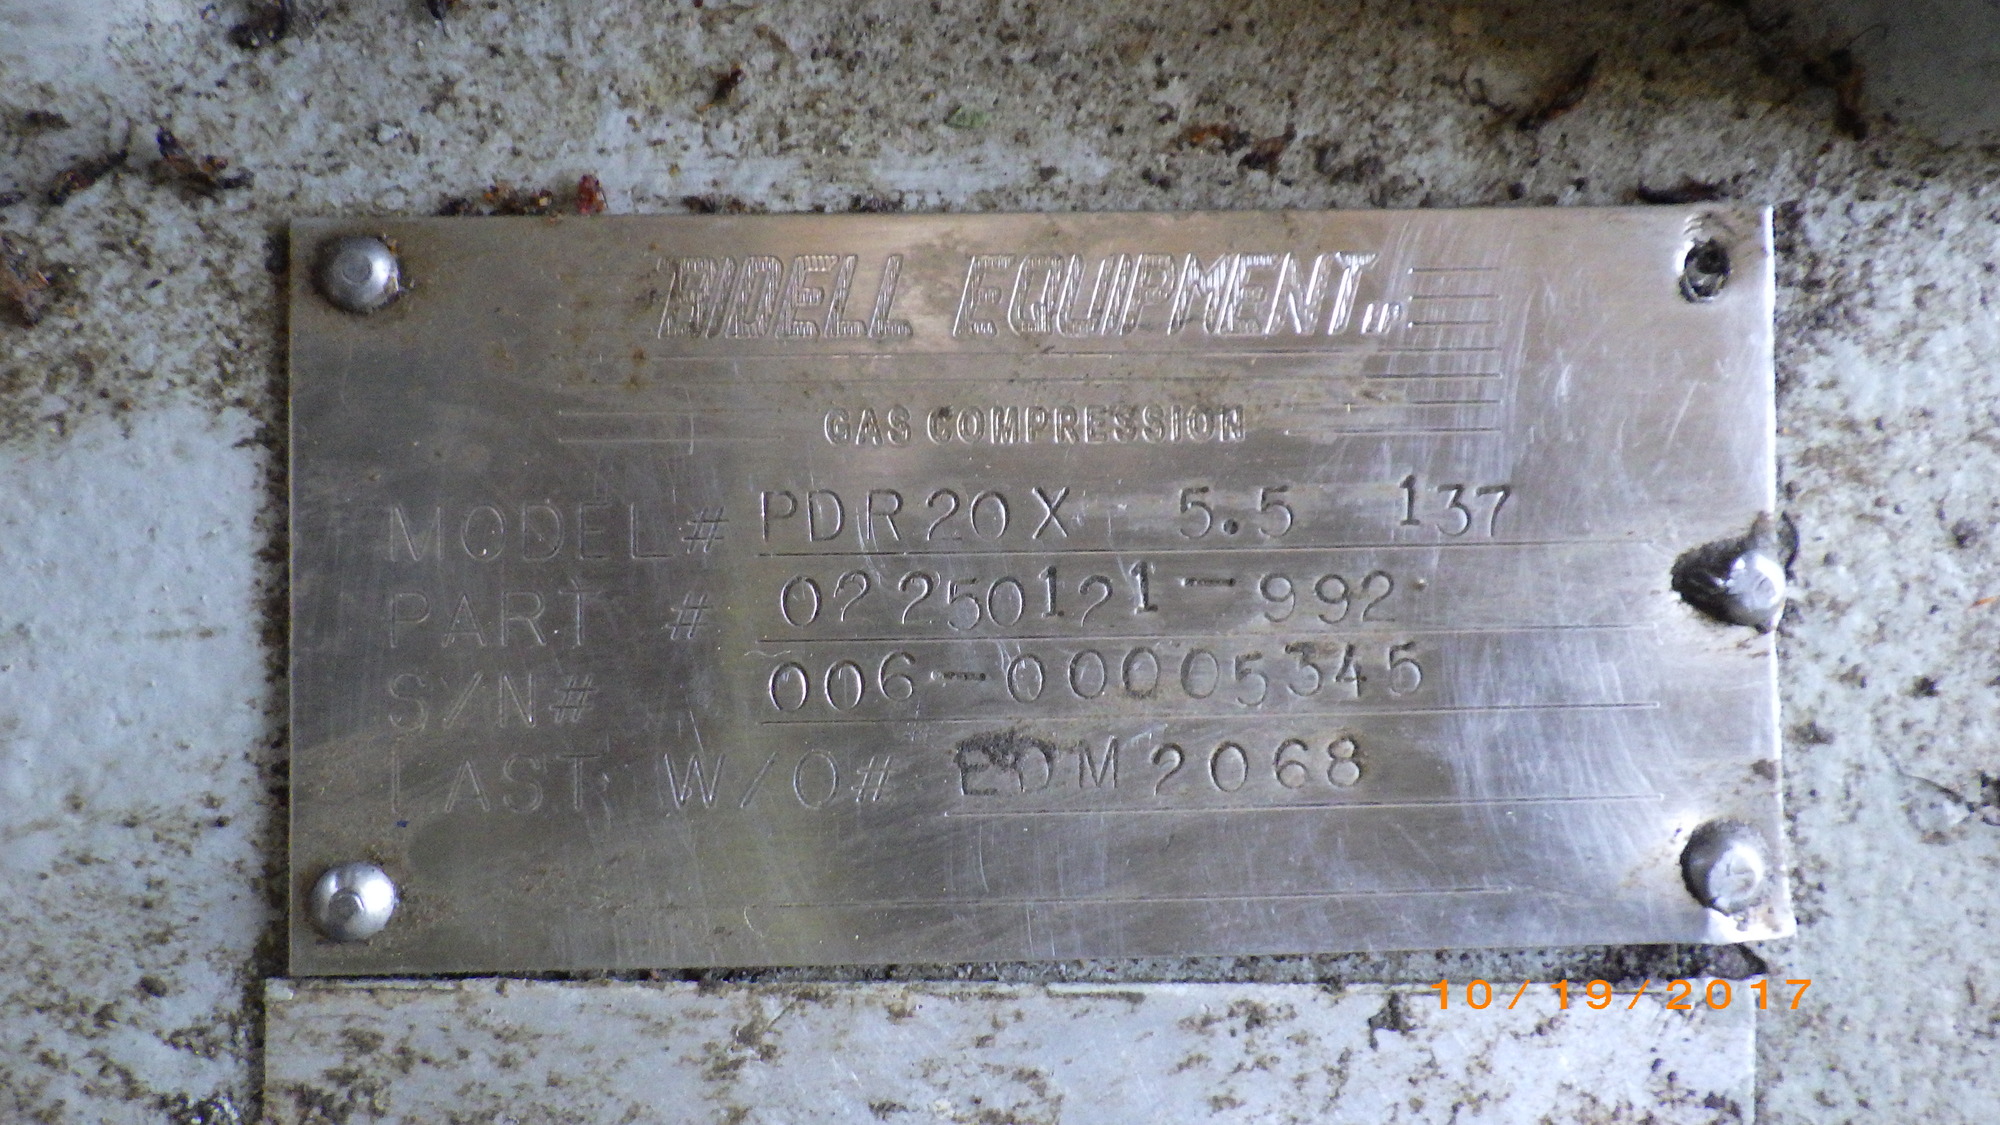 BIDELL EQUIPMENT LP
GAS COMPRESSION
MODEL# PDR20X 5.5 137
PART # 02250121-992
S/N# 006-00005345
LAST W/O# EDM2068
10/19/2017